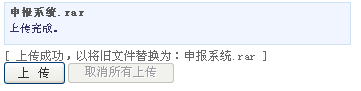 申报系统.rar
上传完成。
[ 上传成功，以将旧文件替换为：申报系统.rar ]
上 传
取消所有上传